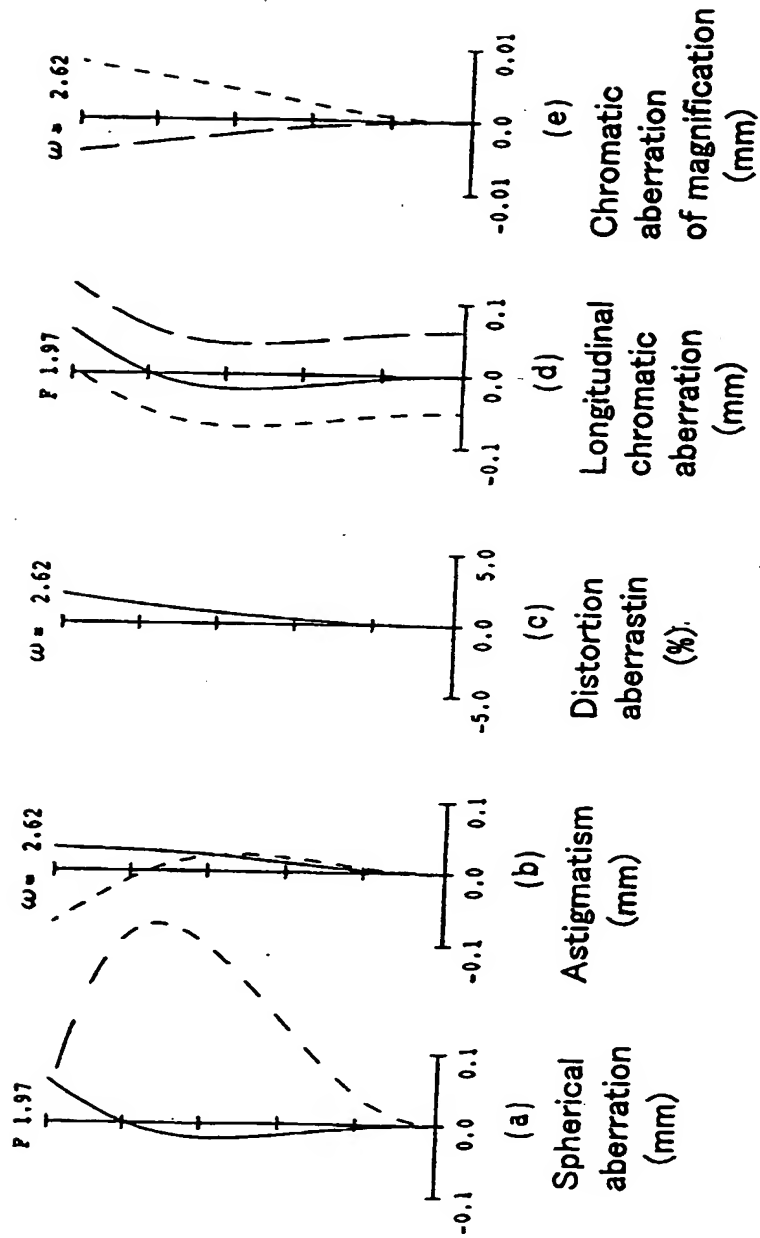 F 1.97
-0.1 0.0 0.1
(a)
Spherical
aberration
(mm)
ω= 2.62
-0.1 0.0 0.1
(b)
Astigmatism
(mm)
ω= 2.62
-5.0 0.0 5.0
(c)
Distortion
aberrastin
(%)
F 1.97
-0.1 0.0 0.1
(d)
Longitudinal
chromatic
aberration
(mm)
ω= 2.62
-0.01 0.0 0.01
(e)
Chromatic
aberration
of magnification
(mm)